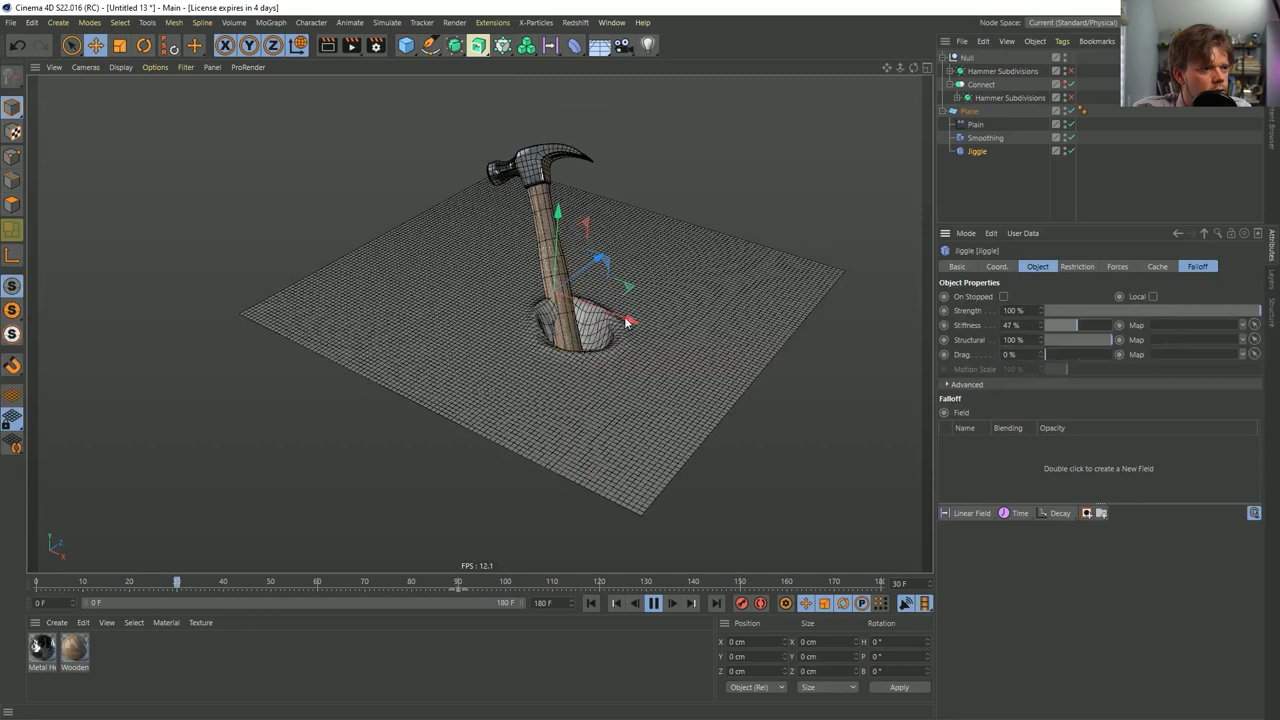 Cinema 4D S22.016 (RC) - [Untitled 13 *] - Main - [License expires in 4 days]
File Edit Create Modes Select Tools Mesh Spline Volume MoGraph Character Animate Simulate Tracker Render Extensions X-Particles Redshift Window Help
Node Space: Current (Standard/Physical)
File Edit View Object Tags Bookmarks
View Cameras Display Options Filter Panel ProRender
Null
Hammer Subdivisions
Connect
Hammer Subdivisions
Plane
Plain
Smoothing
Jiggle
Mode Edit User Data
Jiggle [Jiggle]
Basic Coord. Object Restriction Forces Cache Falloff
Object Properties
On Stopped Local
Strength 100 %
Stiffness 47 % Map
Structural 100 % Map
Drag 0 % Map
Motion Scale 100 %
Advanced
Falloff
Field
Name Blending Opacity
Double click to create a New Field
Linear Field Time Decay
Attributes
Layers
Structure
X Y Z
S
S
S
Y
Z
X
FPS : 12.1
0 10 20 30 40 50 60 70 80 90 100 110 120 130 140 150 160 170 180 30 F
0 F 0 F 180 F 180 F P
Create Edit View Select Material Texture
Metal He Wooden
Position Size Rotation
X 0 cm X 0 cm H 0 °
Y 0 cm Y 0 cm P 0 °
Z 0 cm Z 0 cm B 0 °
Object (Rel) Size Apply